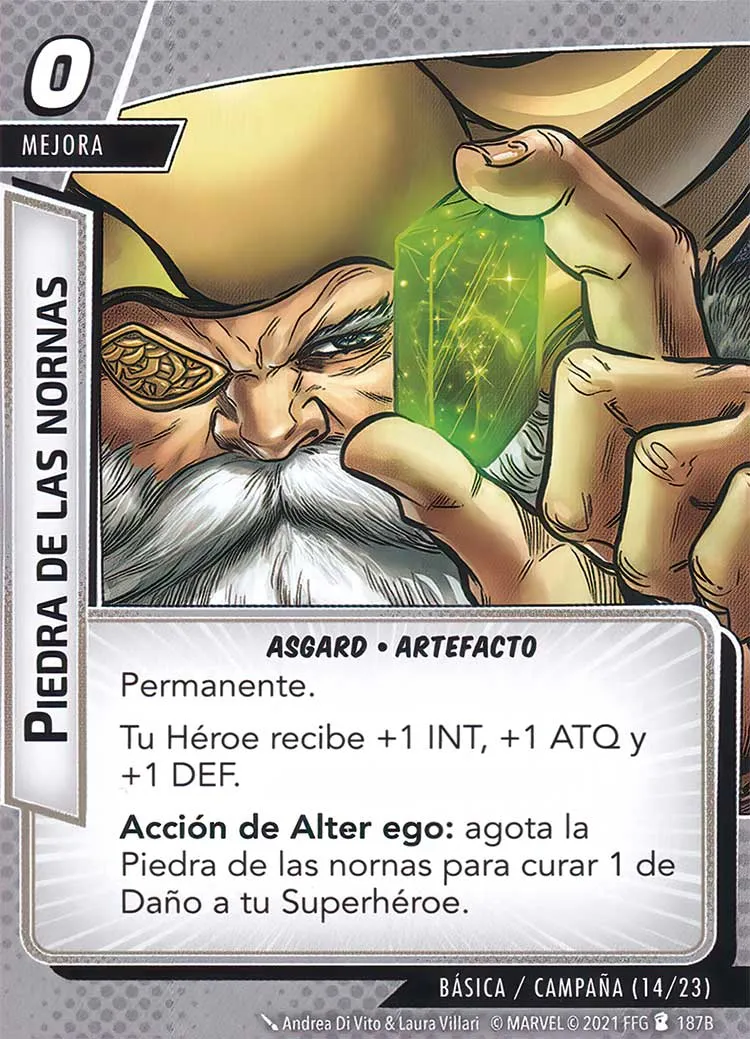 0
MEJORA
PIEDRA DE LAS NORNAS
ASGARD • ARTEFACTO
Permanente.
Tu Héroe recibe +1 INT, +1 ATQ y
+1 DEF.
Acción de Alter ego: agota la
Piedra de las nornas para curar 1 de
Daño a tu Superhéroe.
BÁSICA / CAMPAÑA (14/23)
Andrea Di Vito & Laura Villari © MARVEL © 2021 FFG 187B